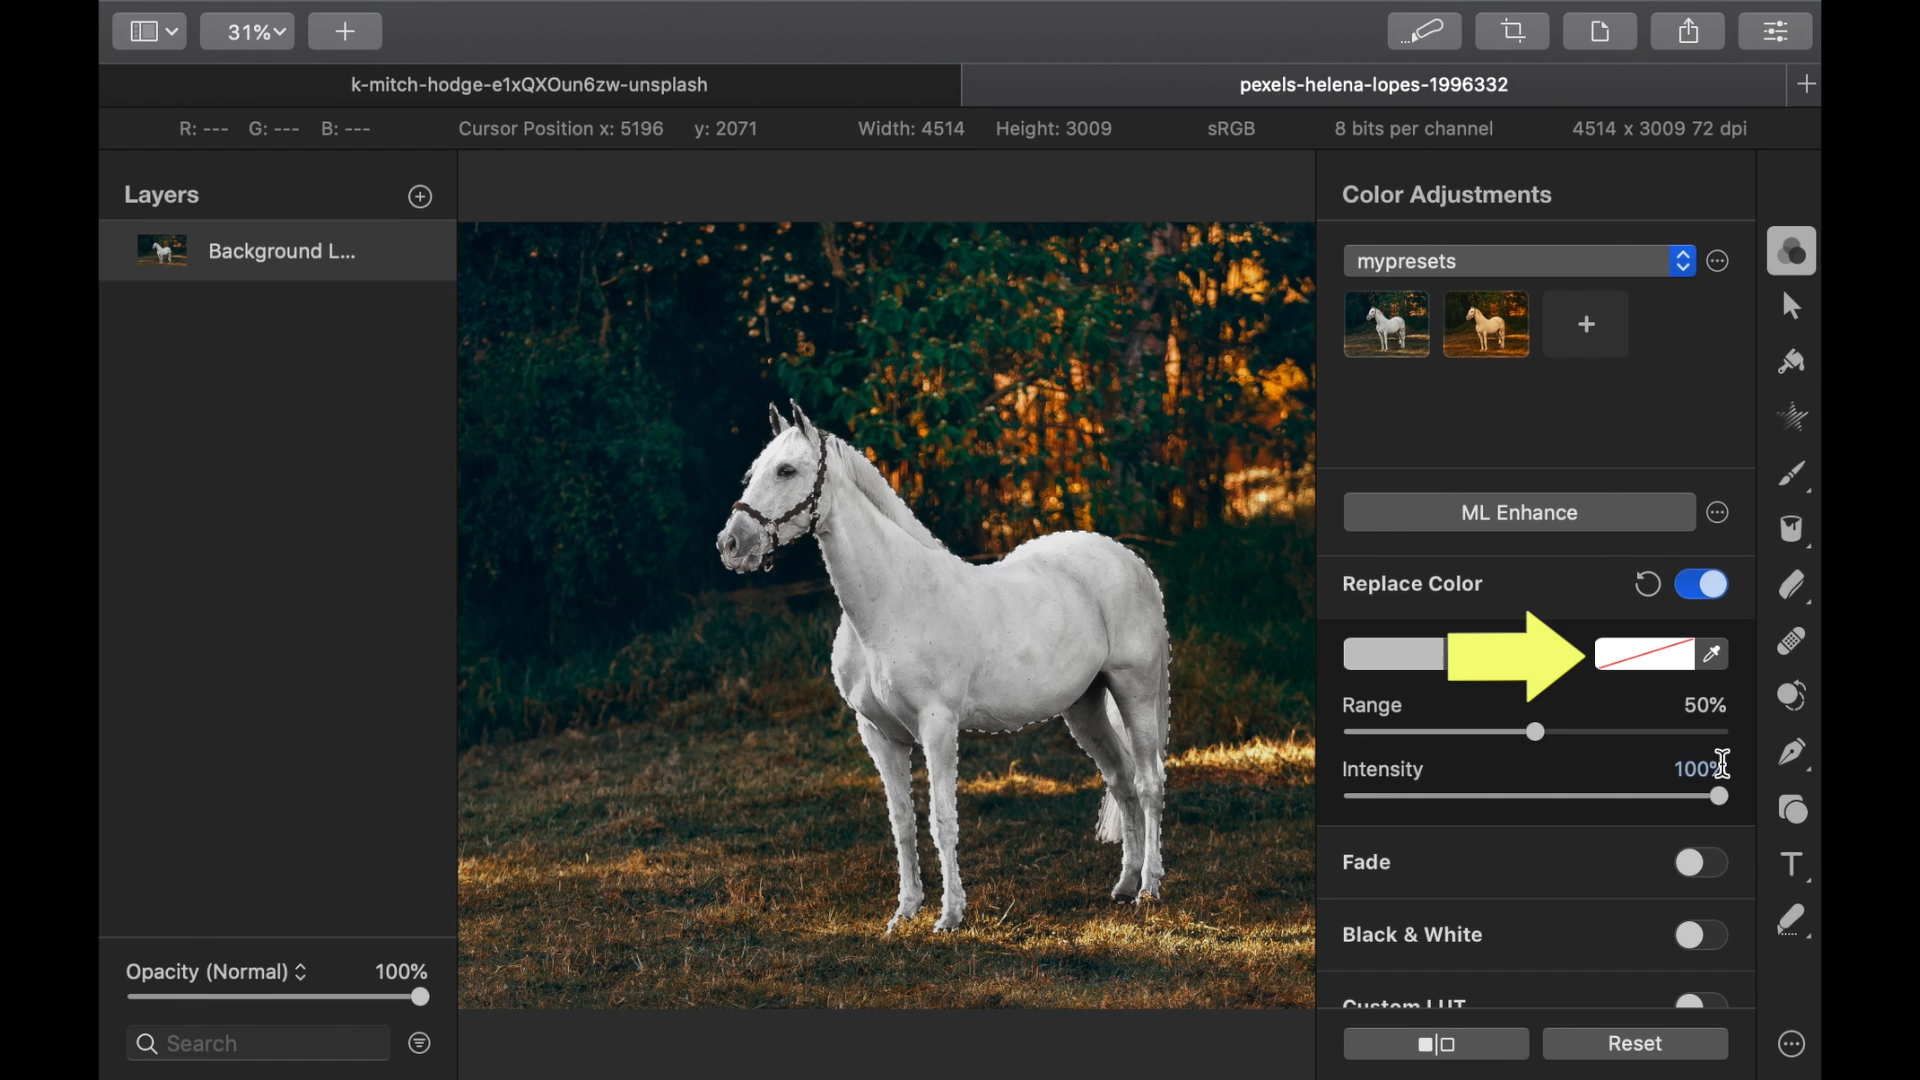 31%
k-mitch-hodge-e1xQXOun6zw-unsplash
pexels-helena-lopes-1996332
R: --- G: --- B: --- Cursor Position x: 5196 y: 2071 Width: 4514 Height: 3009 sRGB 8 bits per channel 4514 x 3009 72 dpi
Layers
Background L...
Opacity (Normal) 100%
Search
Color Adjustments
mypresets
ML Enhance
Replace Color
Range 50%
Intensity 100%
Fade
Black & White
Custom LUT
Reset